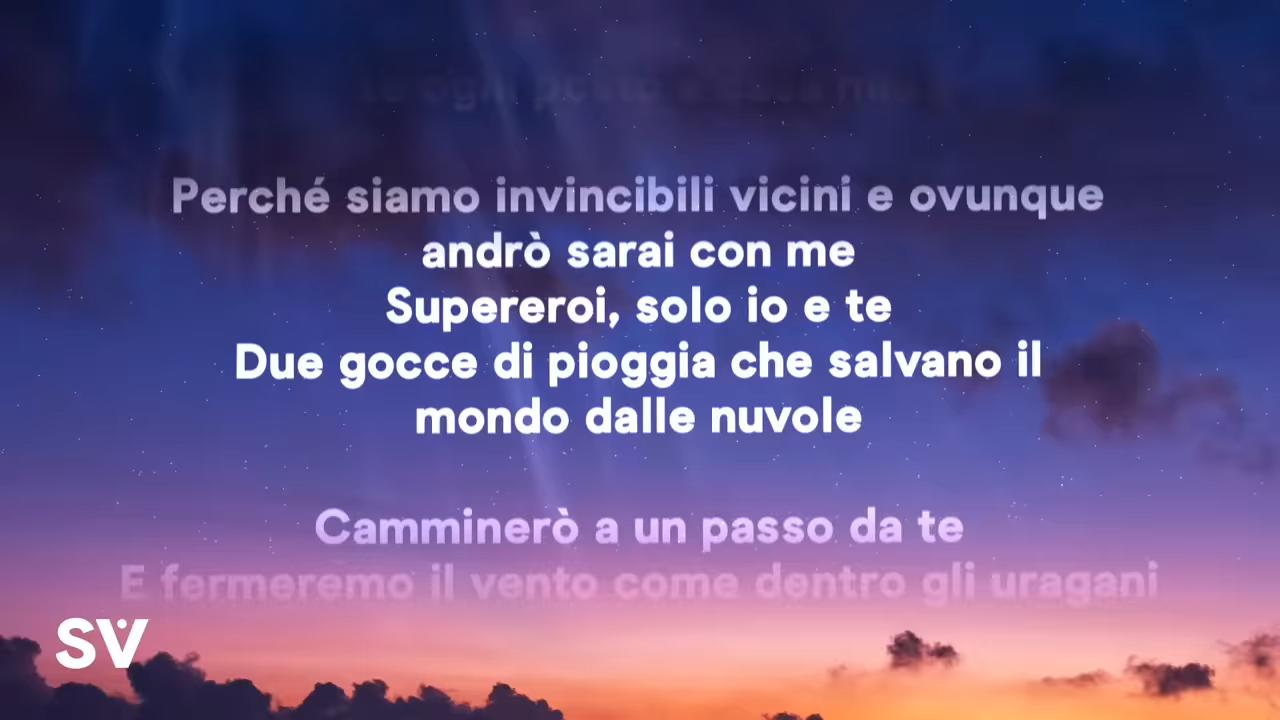 Perché siamo invincibili vicini e ovunque
andrò sarai con me
Supereroi, solo io e te
Due gocce di pioggia che salvano il
mondo dalle nuvole
Camminerò a un passo da te
E fermeremo il vento come dentro gli uragani
SV